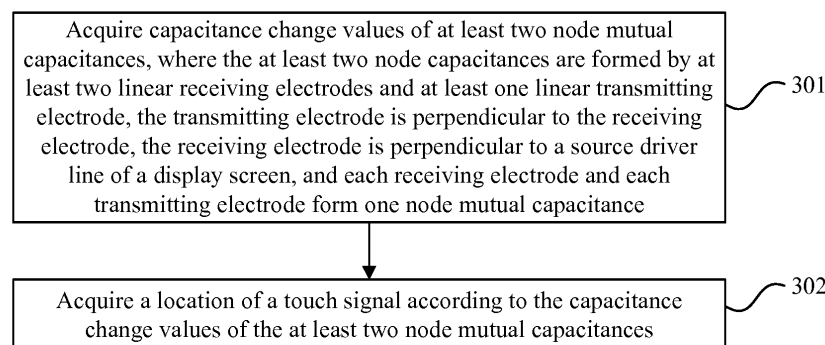 Acquire capacitance change values of at least two node mutual
capacitances, where the at least two node capacitances are formed by at
least two linear receiving electrodes and at least one linear transmitting
electrode, the transmitting electrode is perpendicular to the receiving
electrode, the receiving electrode is perpendicular to a source driver
line of a display screen, and each receiving electrode and each
transmitting electrode form one node mutual capacitance
301
Acquire a location of a touch signal according to the capacitance
change values of the at least two node mutual capacitances
302